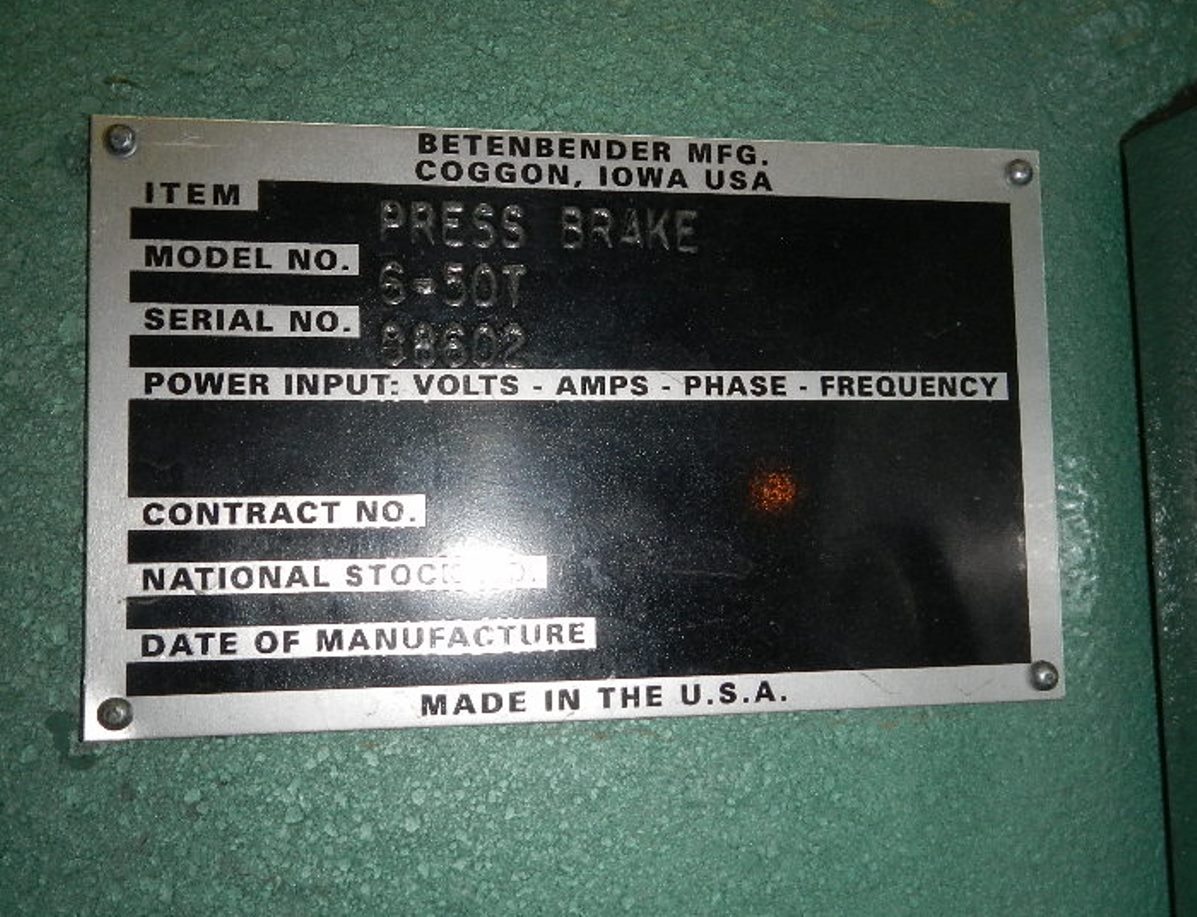 BETENBENDER MFG.
COGGON, IOWA USA
ITEM PRESS BRAKE
MODEL NO. 6-50T
SERIAL NO. 88602
POWER INPUT: VOLTS - AMPS - PHASE - FREQUENCY
CONTRACT NO.
NATIONAL STOCK NO.
DATE OF MANUFACTURE
MADE IN THE U.S.A.